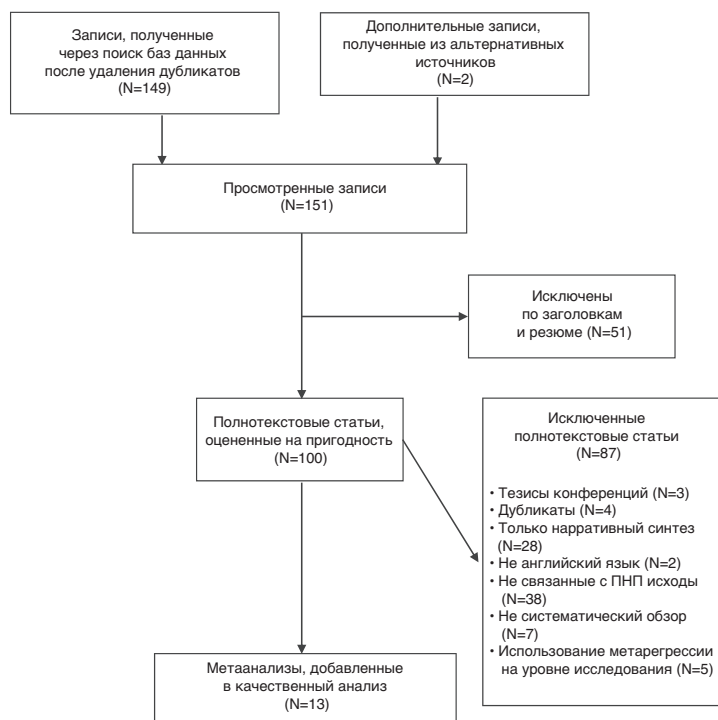 Записи, полученные
через поиск баз данных
после удаления дубликатов
(N=149)
Дополнительные записи,
полученные из альтернативных
источников
(N=2)
Просмотренные записи
(N=151)
Исключены
по заголовкам
и резюме (N=51)
Полнотекстовые статьи,
оцененные на пригодность
(N=100)
Исключенные
полнотекстовые статьи
(N=87)
• Тезисы конференций (N=3)
• Дубликаты (N=4)
• Только нарративный синтез
(N=28)
• Не английский язык (N=2)
• Не связанные с ПНП исходы
(N=38)
• Не систематический обзор
(N=7)
• Использование метарегрессии
на уровне исследования (N=5)
Метаанализы, добавленные
в качественный анализ
(N=13)